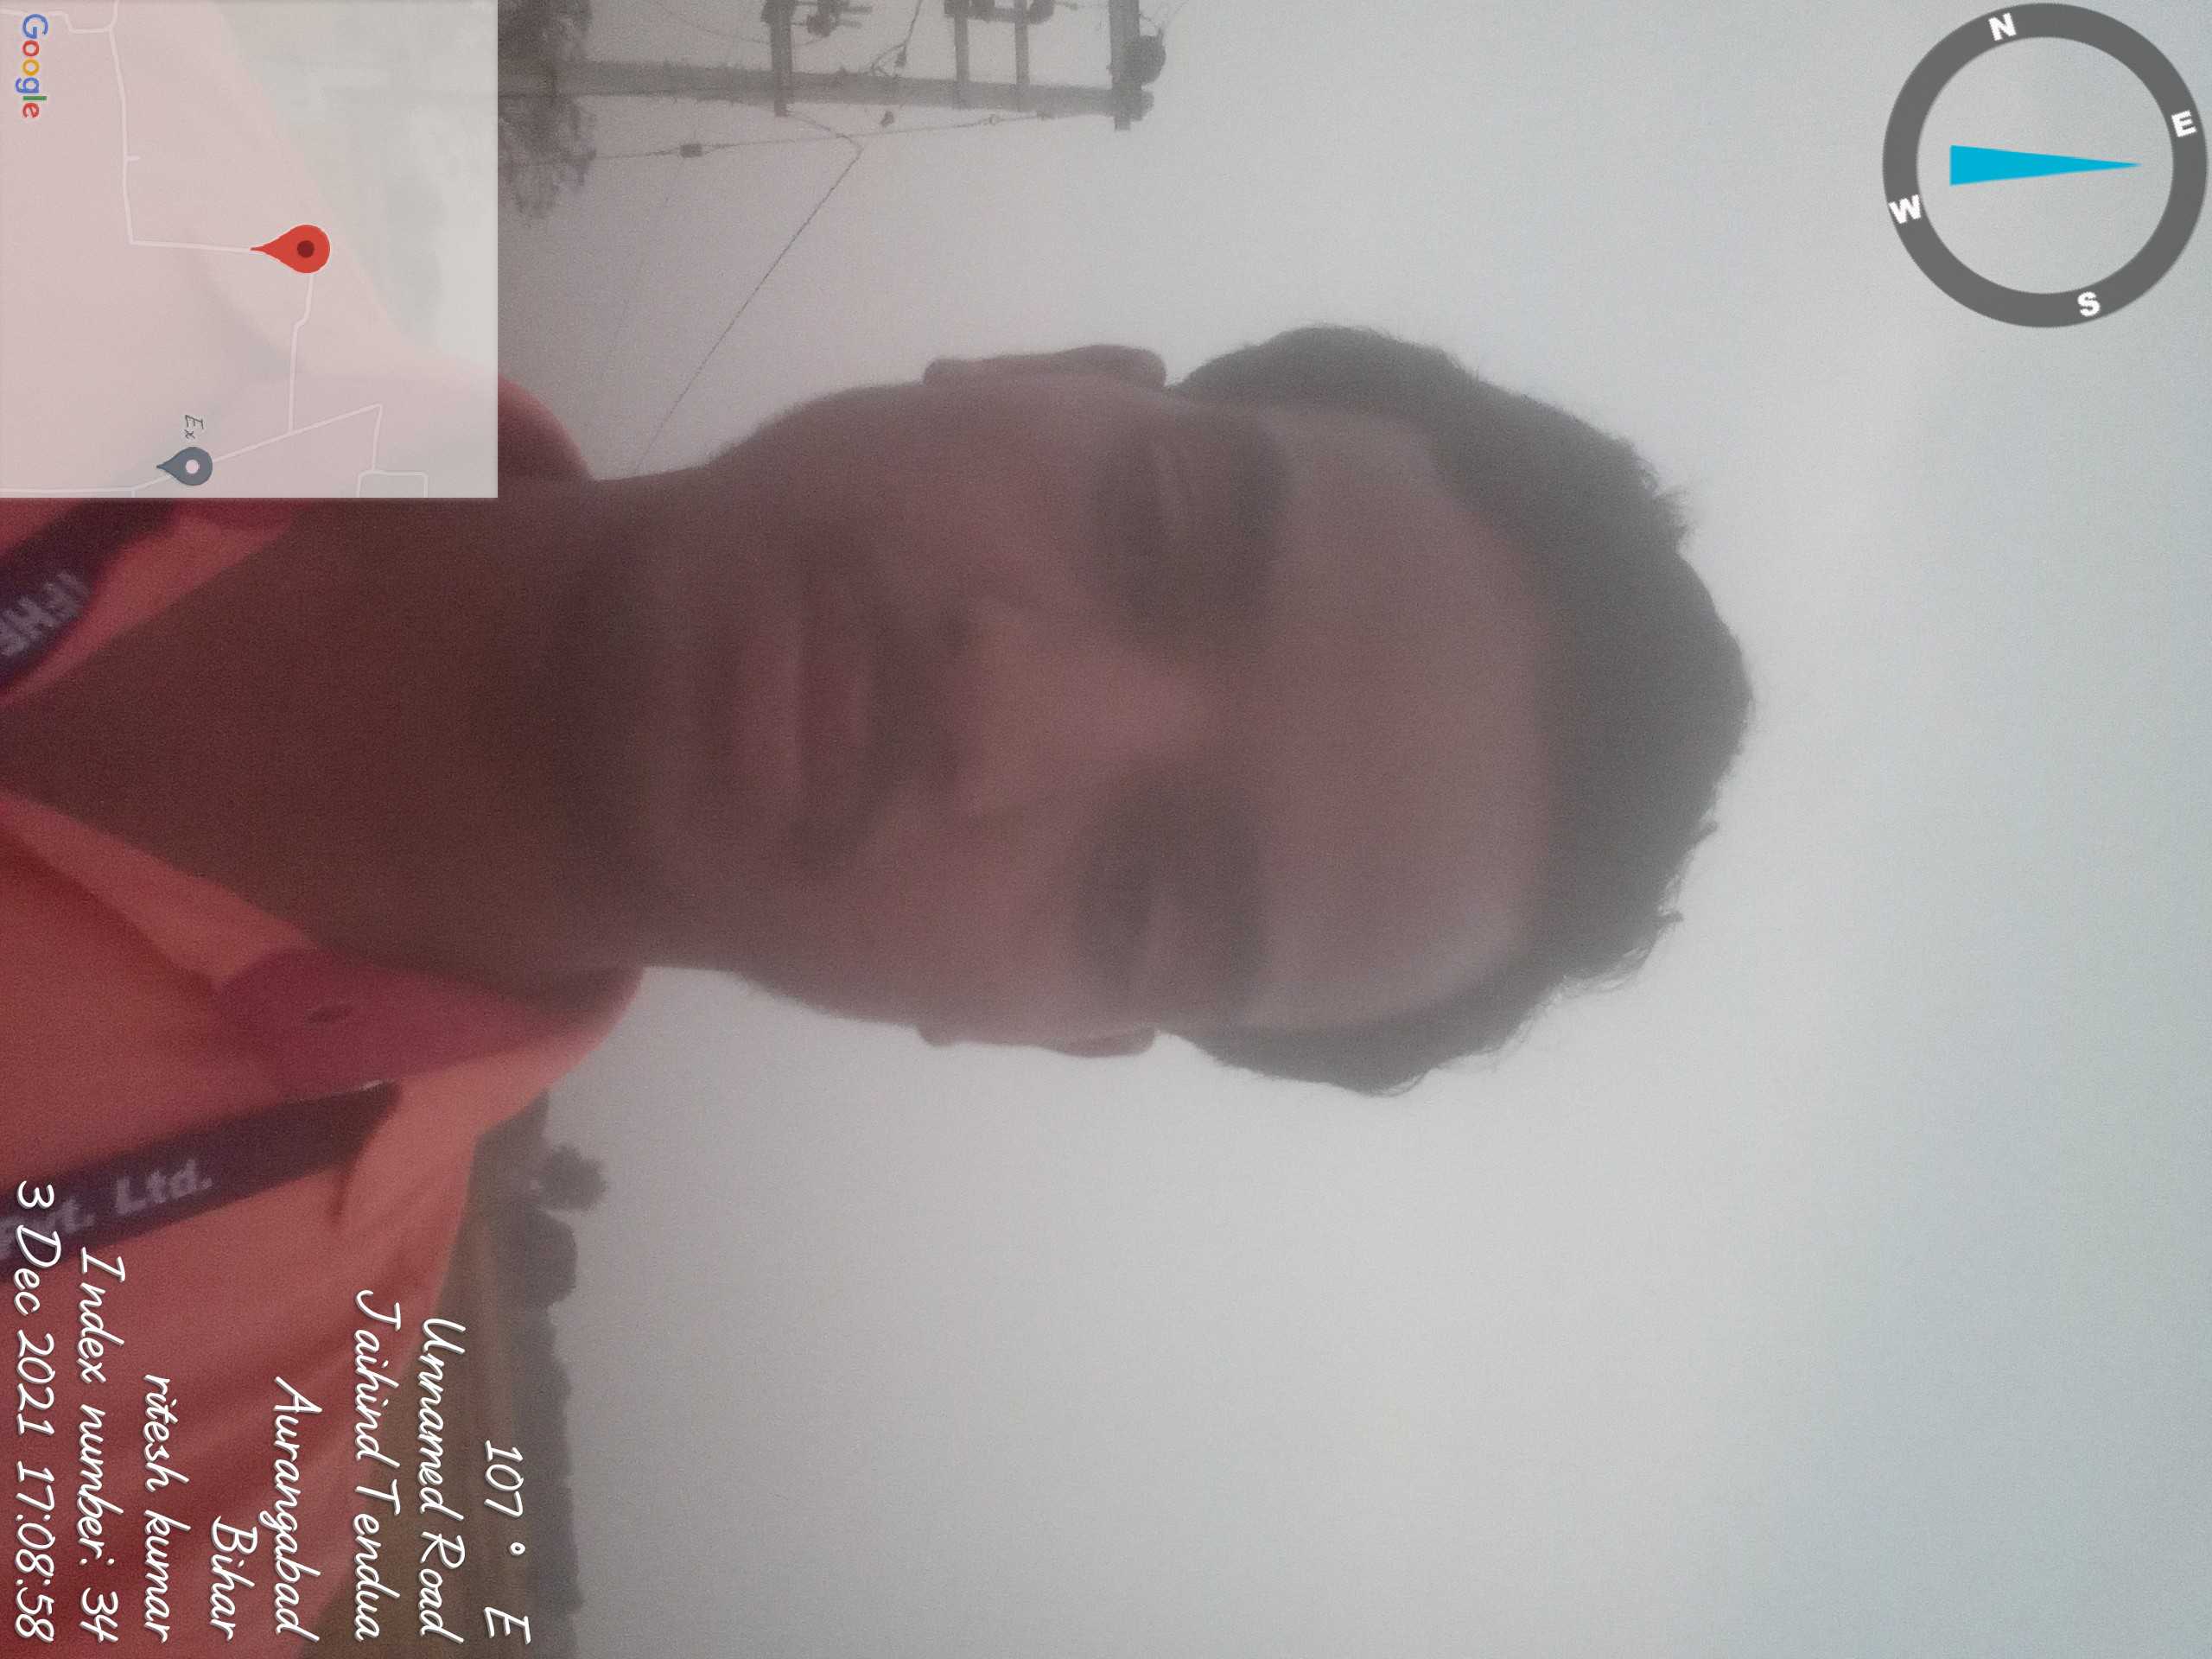 N
E
W
S
Google
Ex
Pvt. Ltd.
107° E
Unnamed Road
Jaihind Tendua
Aurangabad
Bihar
ritesh kumar
Index number: 34
3 Dec 2021 17:08:58